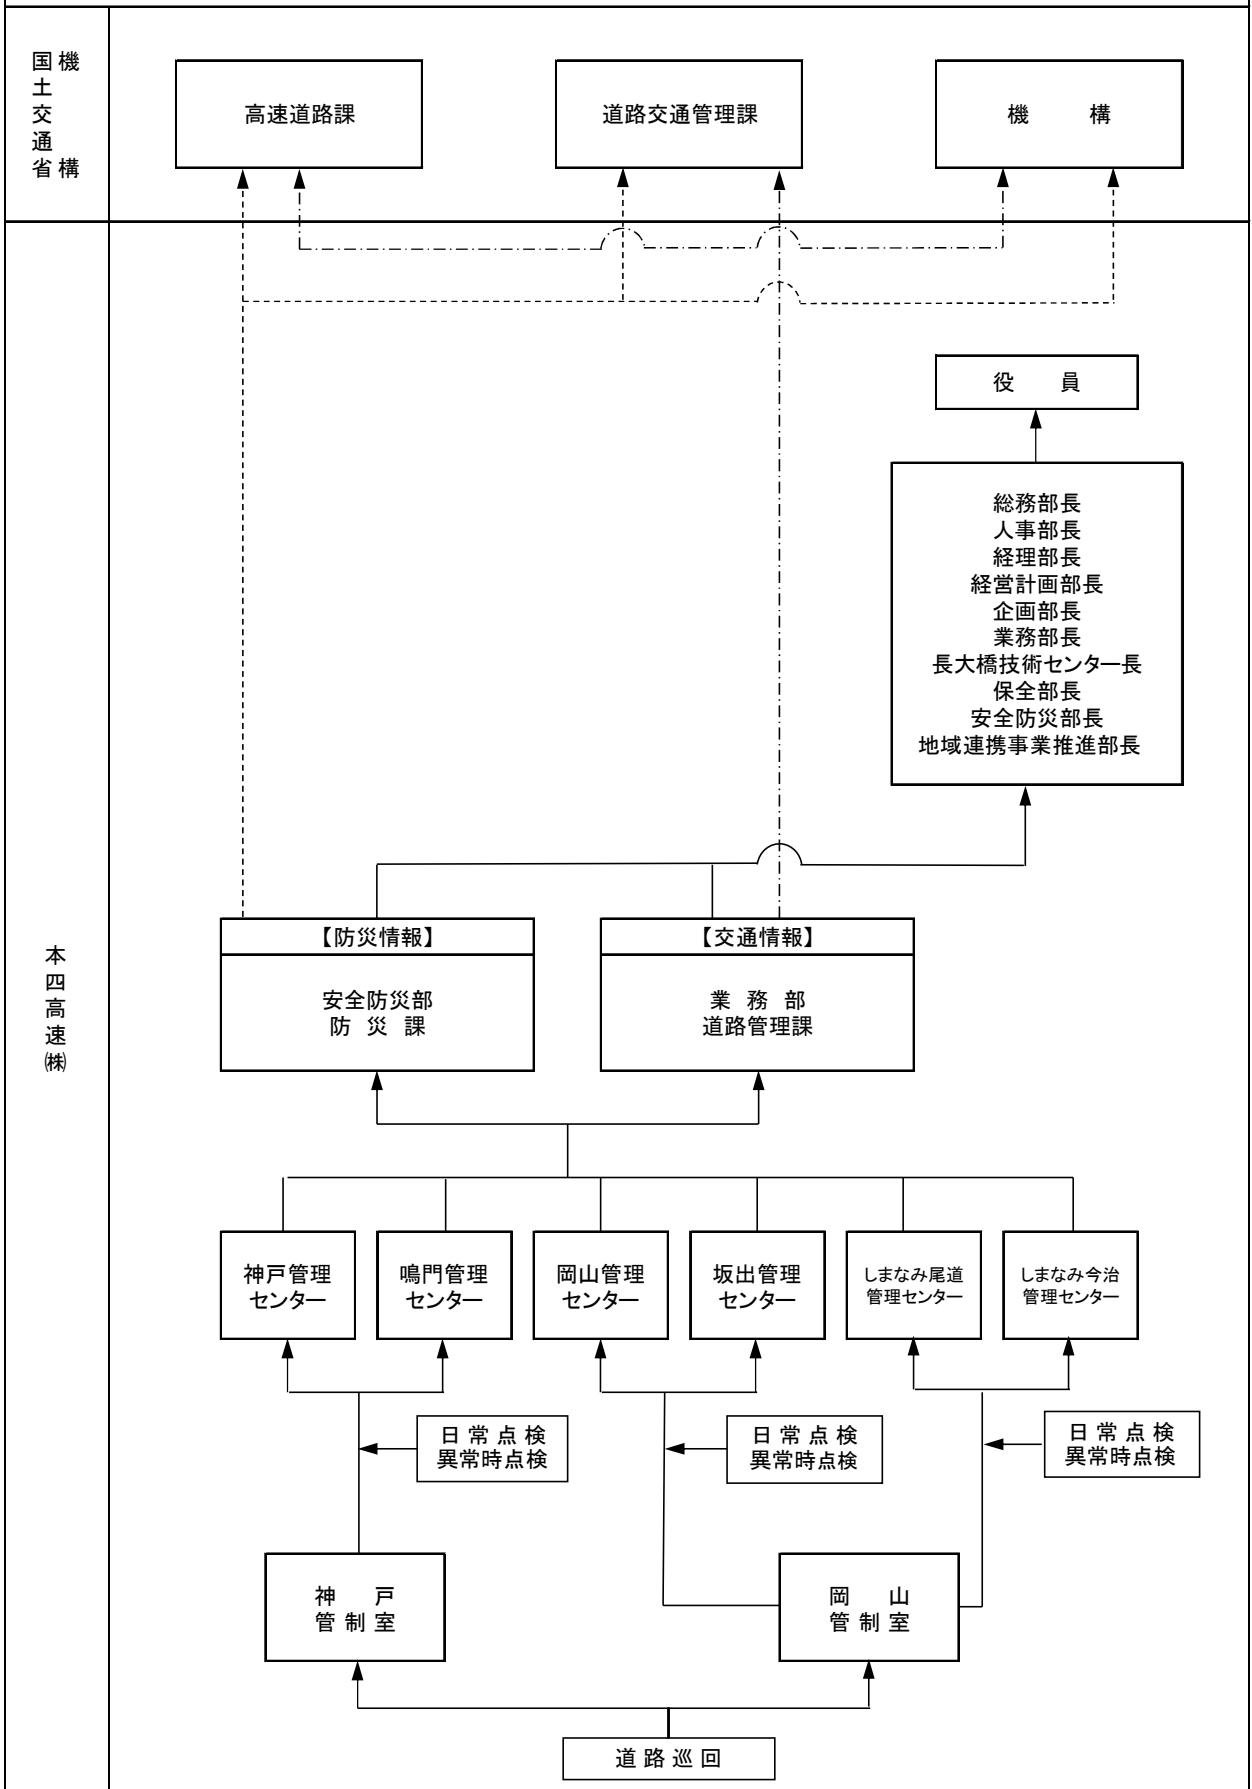 国土交通省
機構
高速道路課
道路交通管理課
機 構
役 員
総務部長
人事部長
経理部長
経営計画部長
企画部長
業務部長
長大橋技術センター長
保全部長
安全防災部長
地域連携事業推進部長
本四高速㈱
【防災情報】
安全防災部
防 災 課
【交通情報】
業 務 部
道路管理課
神戸管理
センター
鳴門管理
センター
岡山管理
センター
坂出管理
センター
しまなみ尾道
管理センター
しまなみ今治
管理センター
日 常 点 検
異常時点検
日 常 点 検
異常時点検
日 常 点 検
異常時点検
神 戸
管 制 室
岡 山
管 制 室
道 路 巡 回